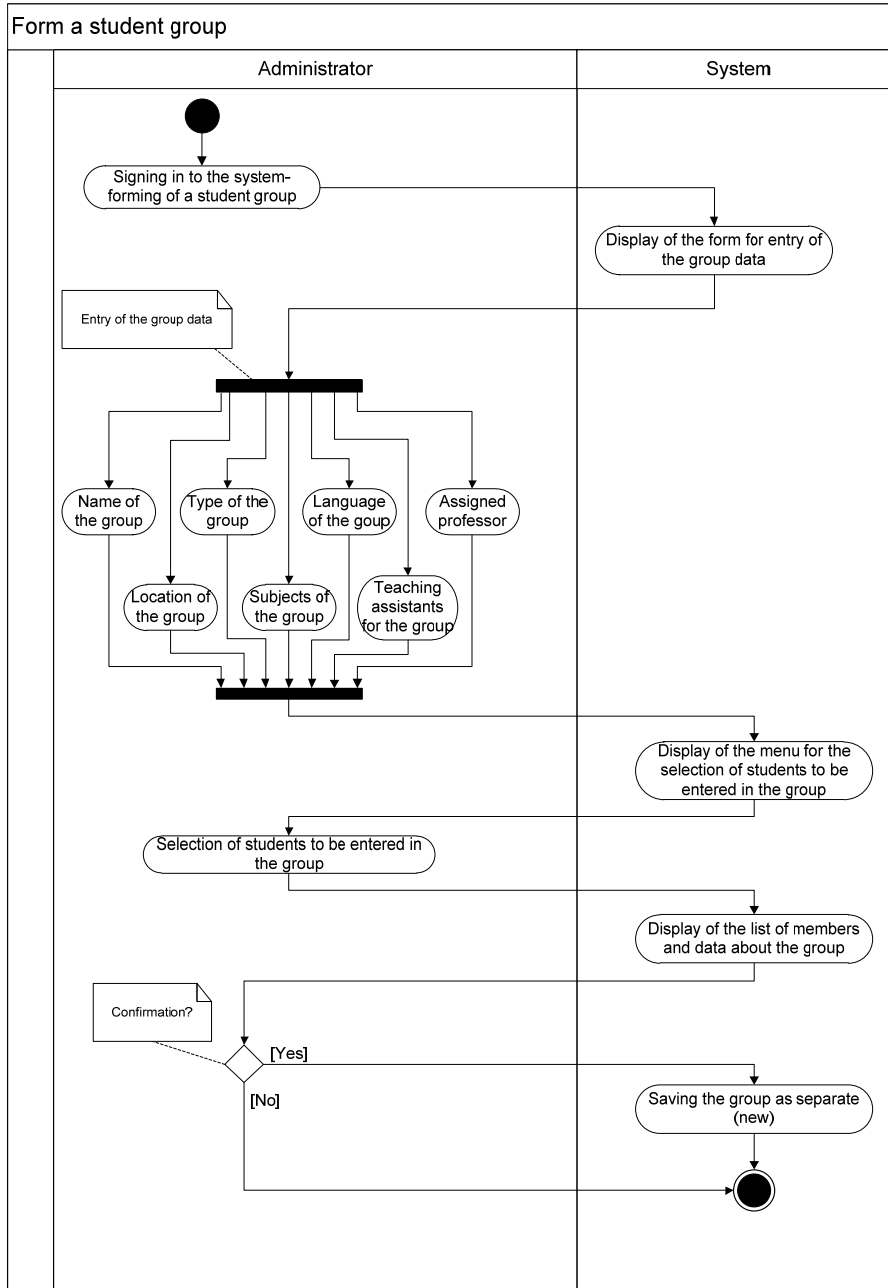 Form a student group
Administrator
System
Signing in to the system-
forming of a student group
Display of the form for entry of
the group data
Entry of the group data
Name of
the group
Type of the
group
Language
of the goup
Assigned
professor
Location of
the group
Subjects of
the group
Teaching
assistants
for the group
Display of the menu for the
selection of students to be
entered in the group
Selection of students to be entered in
the group
Display of the list of members
and data about the group
Confirmation?
[Yes]
[No]
Saving the group as separate
(new)